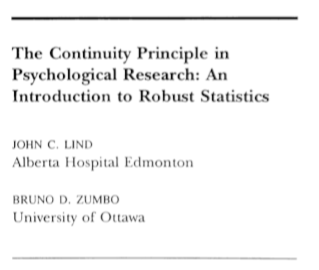 The Continuity Principle in
Psychological Research: An
Introduction to Robust Statistics
JOHN C. LIND
Alberta Hospital Edmonton
BRUNO D. ZUMBO
University of Ottawa